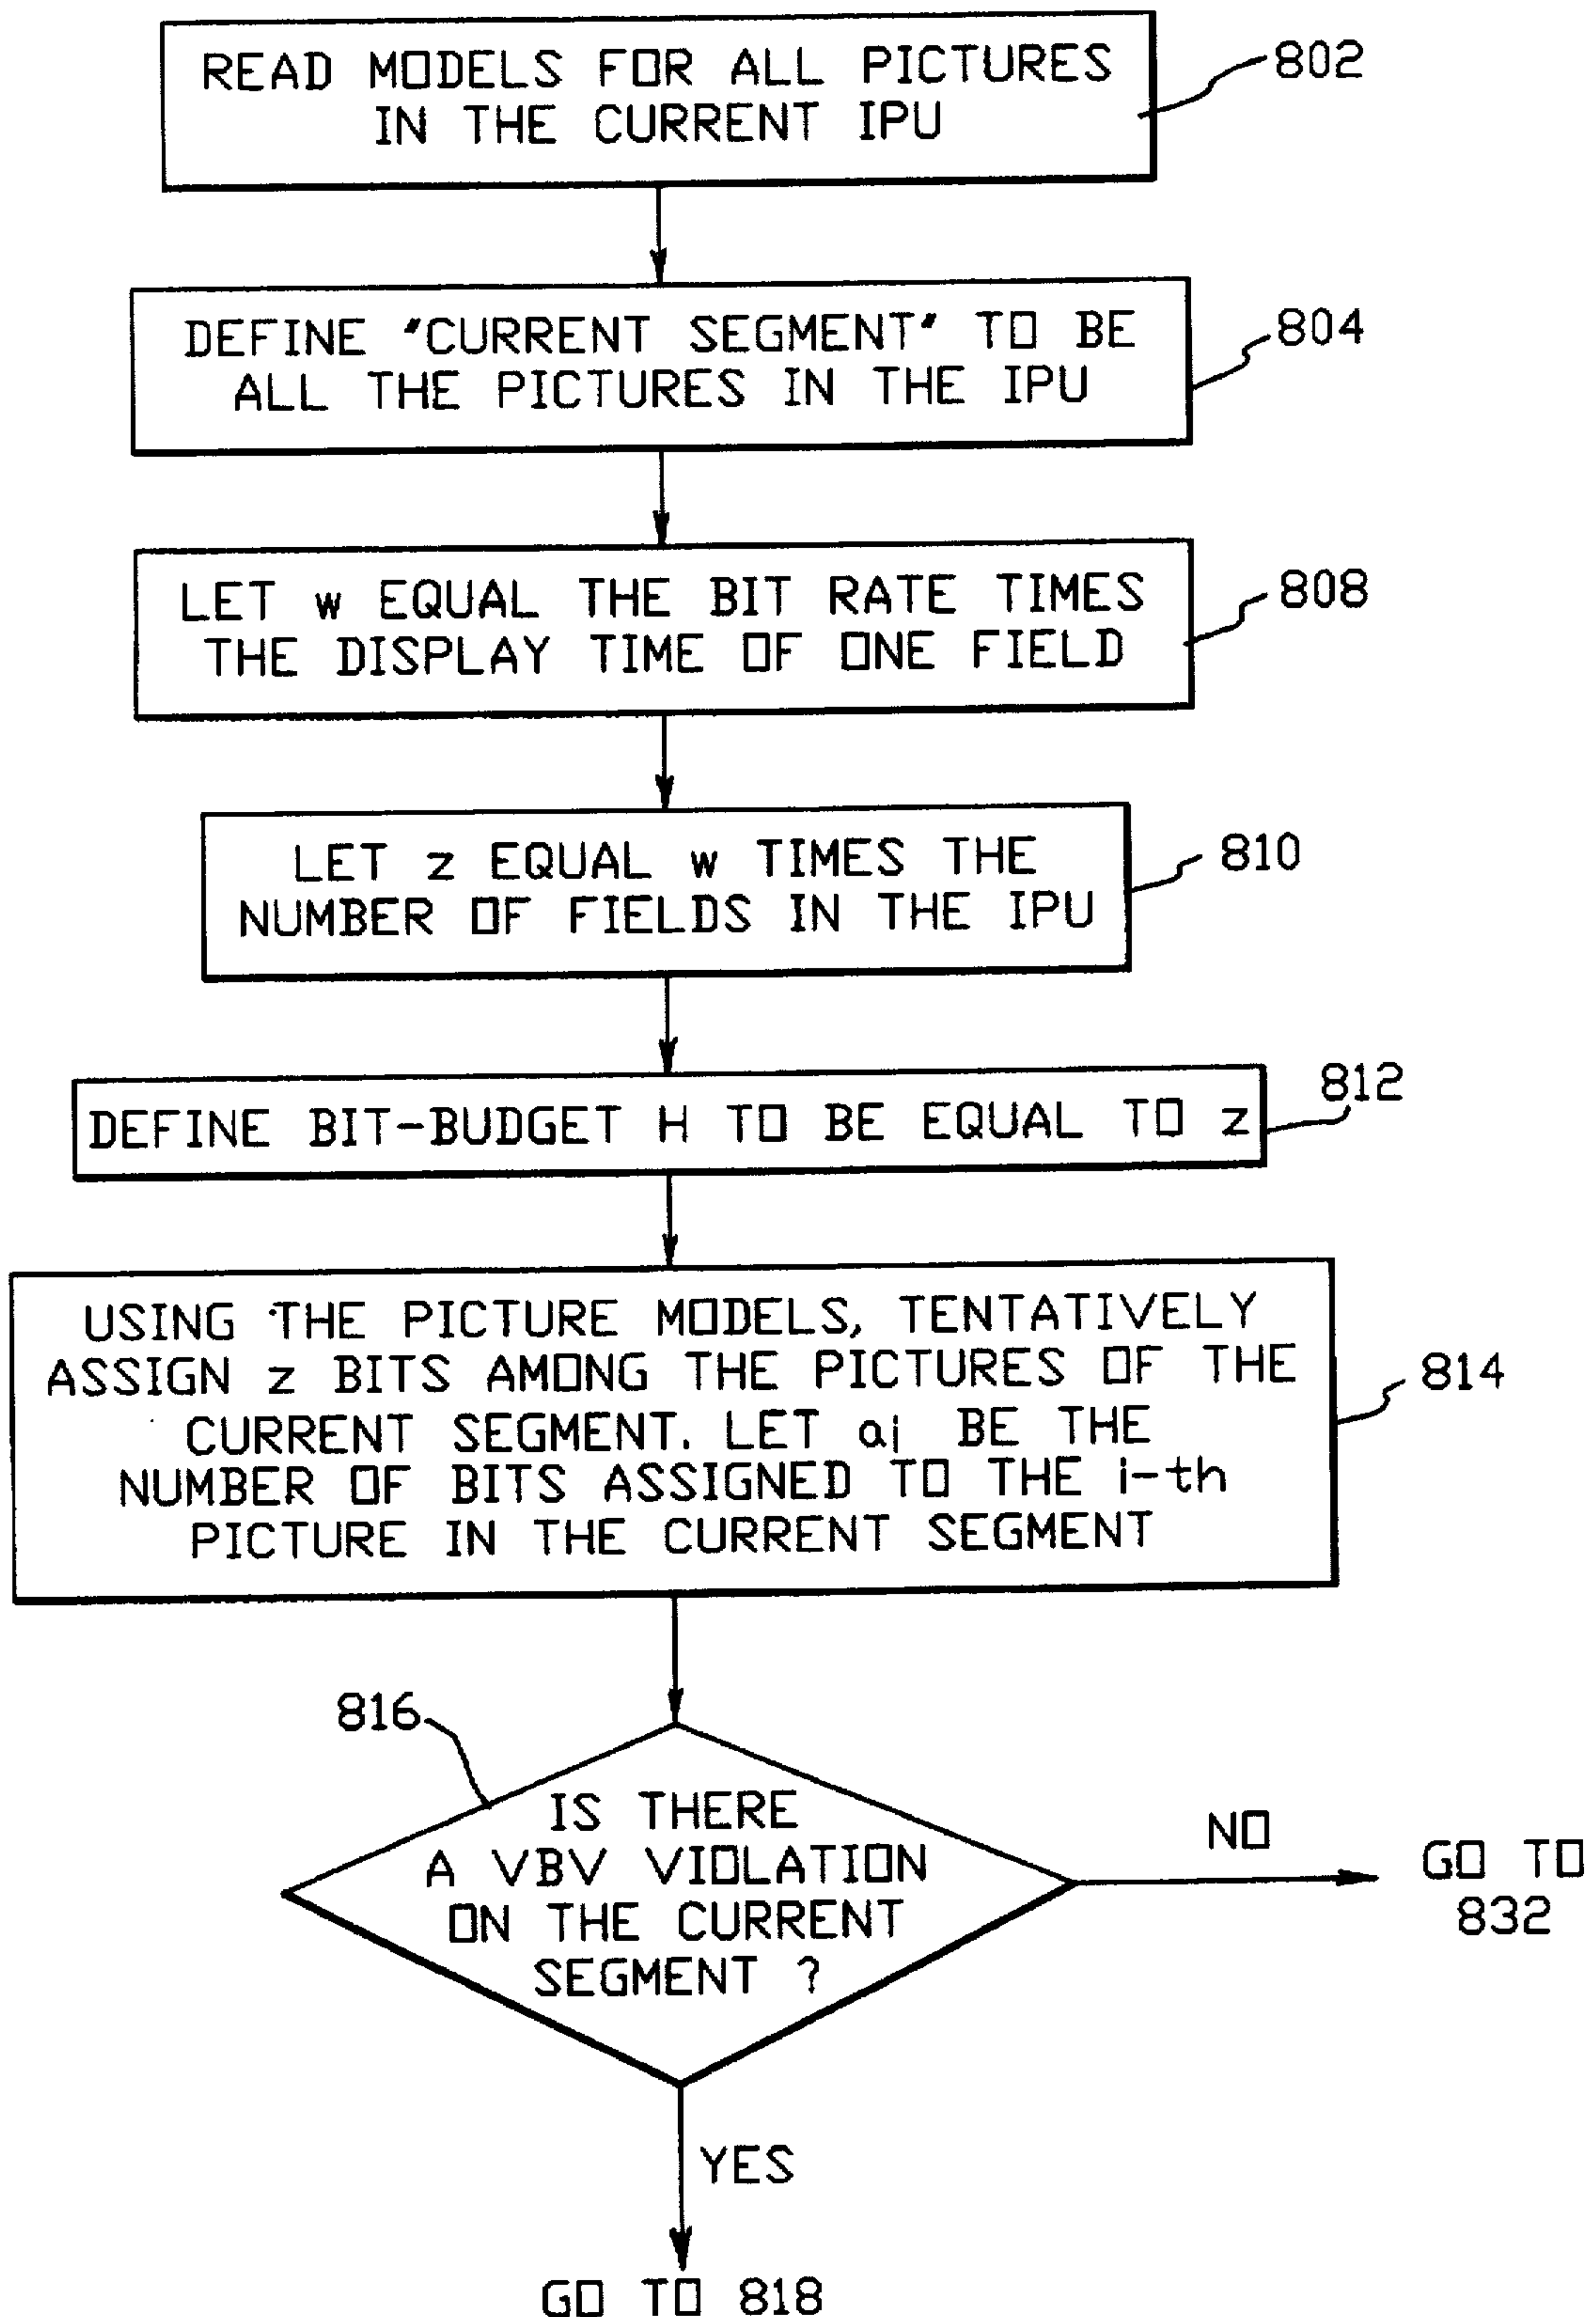 READ MODELS FOR ALL PICTURES
IN THE CURRENT IPU
802
DEFINE "CURRENT SEGMENT" TO BE
ALL THE PICTURES IN THE IPU
804
LET w EQUAL THE BIT RATE TIMES
THE DISPLAY TIME OF ONE FIELD
808
LET z EQUAL w TIMES THE
NUMBER OF FIELDS IN THE IPU
810
DEFINE BIT-BUDGET H TO BE EQUAL TO z
812
USING THE PICTURE MODELS, TENTATIVELY
ASSIGN z BITS AMONG THE PICTURES OF THE
CURRENT SEGMENT. LET ai BE THE
NUMBER OF BITS ASSIGNED TO THE i-th
PICTURE IN THE CURRENT SEGMENT
814
816
IS THERE
A VBV VIOLATION
ON THE CURRENT
SEGMENT ?
NO
GO TO
832
YES
GO TO 818